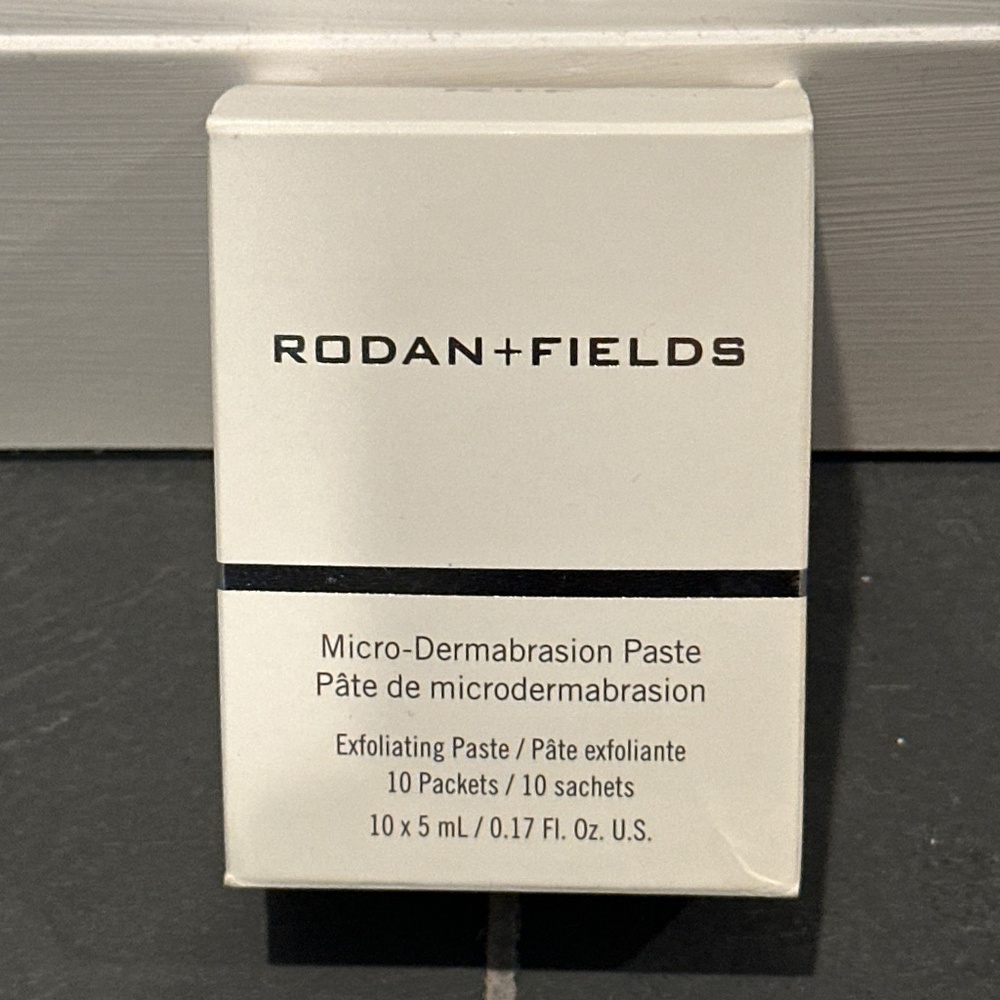 RODAN+FIELDS
Micro-Dermabrasion Paste
Pâte de microdermabrasion
Exfoliating Paste / Pâte exfoliante
10 Packets / 10 sachets
10 x 5 mL / 0.17 Fl. Oz. U.S.